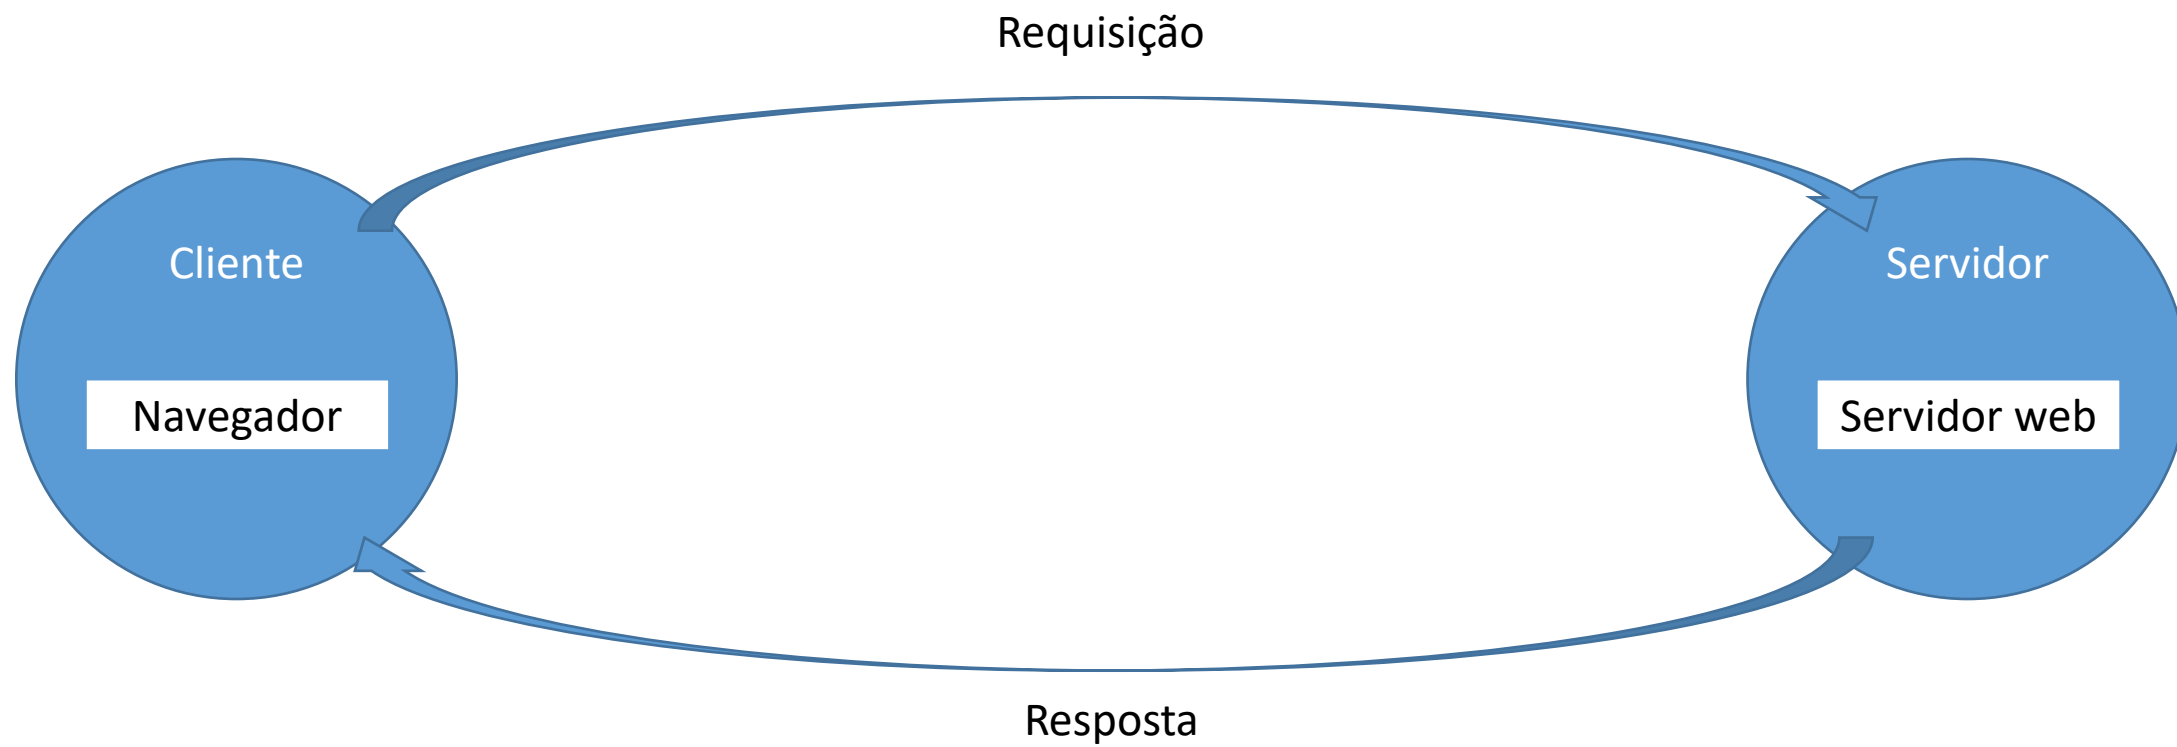 Requisição
Cliente
Servidor
Navegador
Servidor web
Resposta